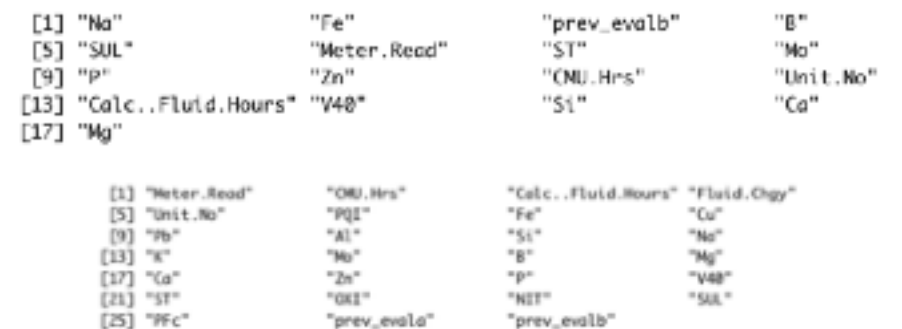 [1] "Na" "Fe" "prev_evalb" "B"
[5] "SUL" "Meter.Read" "ST" "Mo"
[9] "P" "Zn" "CMU.Hrs" "Unit.No"
[13] "Calc..Fluid.Hours" "V40" "Si" "Ca"
[17] "Mg"
[1] "Meter.Read" "CMU.Hrs" "Calc..Fluid.Hours" "Fluid.Chgy"
[5] "Unit.No" "PQI" "Fe" "Cu"
[9] "Pb" "Al" "Si" "Na"
[13] "K" "Mo" "B" "Mg"
[17] "Ca" "Zn" "P" "V40"
[21] "ST" "OXI" "NIT" "SUL"
[25] "PFc" "prev_evala" "prev_evalb"